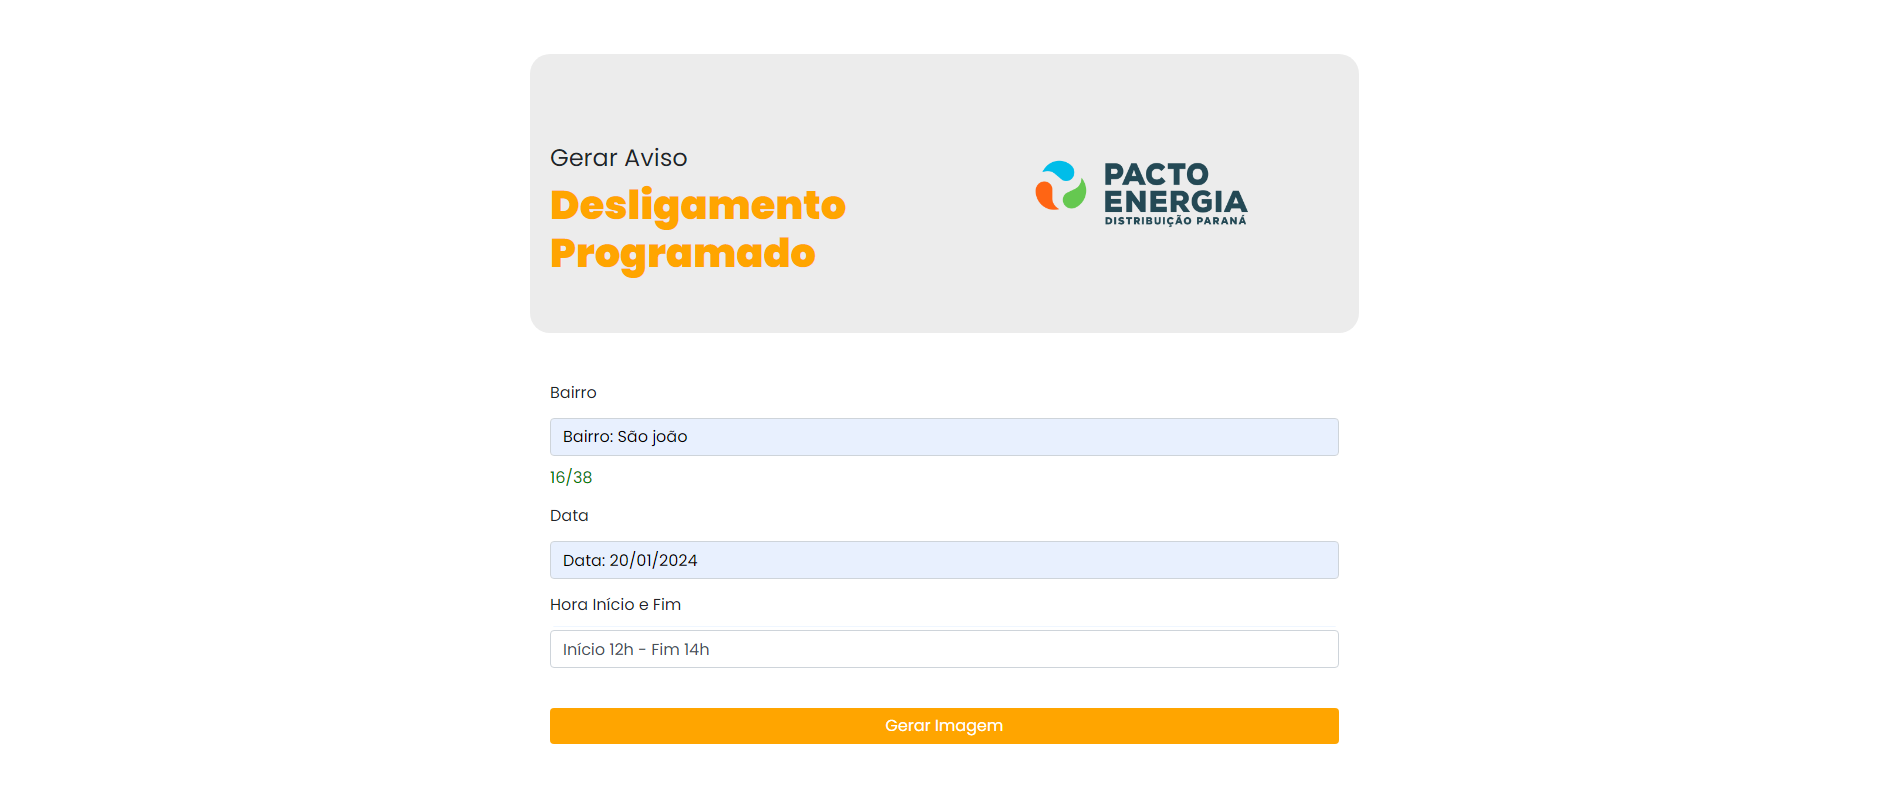 Gerar Aviso
Desligamento
Programado
PACTO
ENERGIA
DISTRIBUIÇÃO PARANÁ
Bairro
Bairro: São joão
16/38
Data
Data: 20/01/2024
Hora Início e Fim
Início 12h - Fim 14h
Gerar Imagem